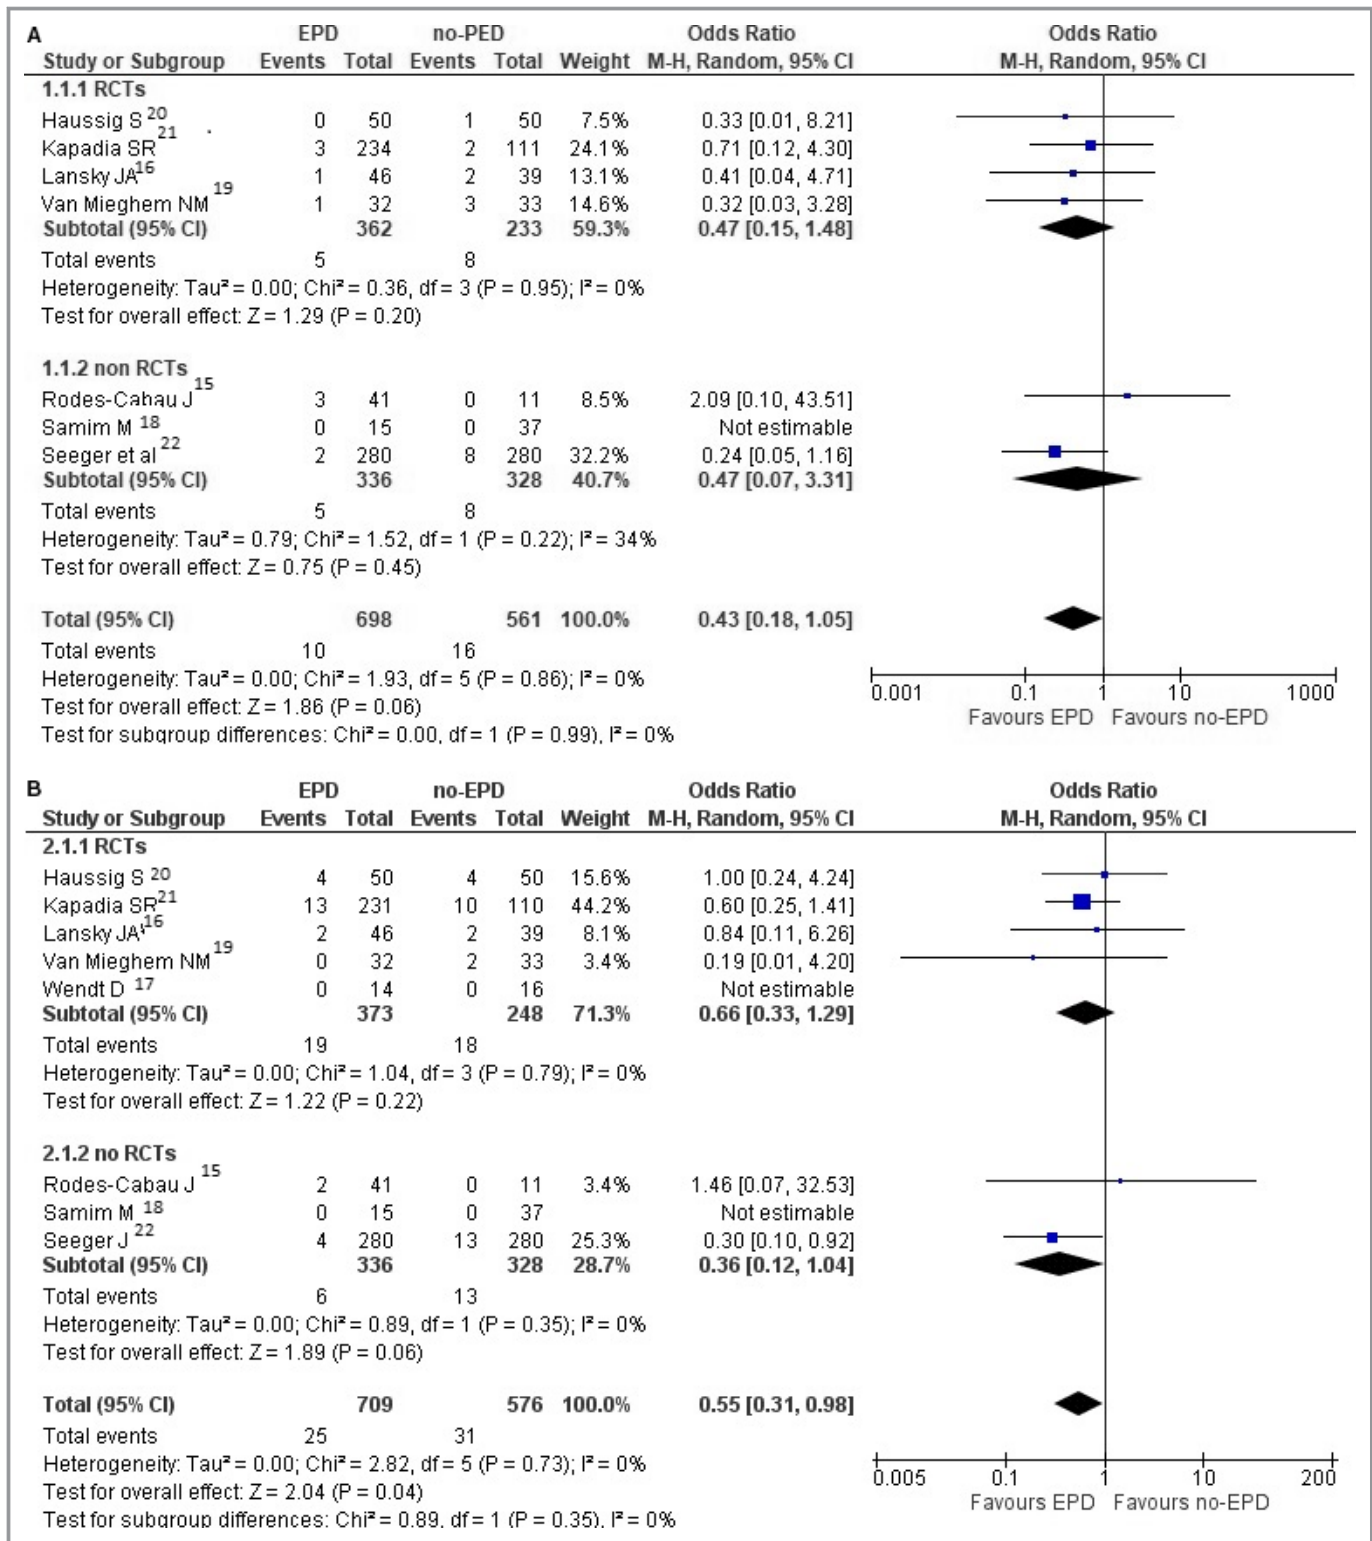 A EPD no-PED Odds Ratio Odds Ratio
Study or Subgroup Events Total Events Total Weight M-H, Random, 95% CI M-H, Random, 95% CI
1.1.1 RCTs
Haussig S 20 0 50 1 50 7.5% 0.33 [0.01, 8.21]
Kapadia SR 21 3 234 2 111 24.1% 0.71 [0.12, 4.30]
Lansky JA 16 1 46 2 39 13.1% 0.41 [0.04, 4.71]
Van Mieghem NM 19 1 32 3 33 14.6% 0.32 [0.03, 3.28]
Subtotal (95% CI) 362 233 59.3% 0.47 [0.15, 1.48]
Total events 5 8
Heterogeneity: Tau² = 0.00; Chi² = 0.36, df = 3 (P = 0.95); I² = 0%
Test for overall effect: Z = 1.29 (P = 0.20)
1.1.2 non RCTs
Rodes-Cabau J 15 3 41 0 11 8.5% 2.09 [0.10, 43.51]
Samim M 18 0 15 0 37 Not estimable
Seeger et al 22 2 280 8 280 32.2% 0.24 [0.05, 1.16]
Subtotal (95% CI) 336 328 40.7% 0.47 [0.07, 3.31]
Total events 5 8
Heterogeneity: Tau² = 0.79; Chi² = 1.52, df = 1 (P = 0.22); I² = 34%
Test for overall effect: Z = 0.75 (P = 0.45)
Total (95% CI) 698 561 100.0% 0.43 [0.18, 1.05]
Total events 10 16
Heterogeneity: Tau² = 0.00; Chi² = 1.93, df = 5 (P = 0.86); I² = 0%
0.001 0.1 1 10 1000
Test for overall effect: Z = 1.86 (P = 0.06)
Favours EPD Favours no-EPD
Test for subgroup differences: Chi² = 0.00, df = 1 (P = 0.99), I² = 0%
B EPD no-EPD Odds Ratio Odds Ratio
Study or Subgroup Events Total Events Total Weight M-H, Random, 95% CI M-H, Random, 95% CI
2.1.1 RCTs
Haussig S 20 4 50 4 50 15.6% 1.00 [0.24, 4.24]
Kapadia SR 21 13 231 10 110 44.2% 0.60 [0.25, 1.41]
Lansky JA 16 2 46 2 39 8.1% 0.84 [0.11, 6.26]
Van Mieghem NM 19 0 32 2 33 3.4% 0.19 [0.01, 4.20]
Wendt D 17 0 14 0 16 Not estimable
Subtotal (95% CI) 373 248 71.3% 0.66 [0.33, 1.29]
Total events 19 18
Heterogeneity: Tau² = 0.00; Chi² = 1.04, df = 3 (P = 0.79); I² = 0%
Test for overall effect: Z = 1.22 (P = 0.22)
2.1.2 no RCTs
Rodes-Cabau J 15 2 41 0 11 3.4% 1.46 [0.07, 32.53]
Samim M 18 0 15 0 37 Not estimable
Seeger J 22 4 280 13 280 25.3% 0.30 [0.10, 0.92]
Subtotal (95% CI) 336 328 28.7% 0.36 [0.12, 1.04]
Total events 6 13
Heterogeneity: Tau² = 0.00; Chi² = 0.89, df = 1 (P = 0.35); I² = 0%
Test for overall effect: Z = 1.89 (P = 0.06)
Total (95% CI) 709 576 100.0% 0.55 [0.31, 0.98]
Total events 25 31
Heterogeneity: Tau² = 0.00; Chi² = 2.82, df = 5 (P = 0.73); I² = 0%
0.005 0.1 1 10 200
Test for overall effect: Z = 2.04 (P = 0.04)
Favours EPD Favours no-EPD
Test for subgroup differences: Chi² = 0.89, df = 1 (P = 0.35), I² = 0%